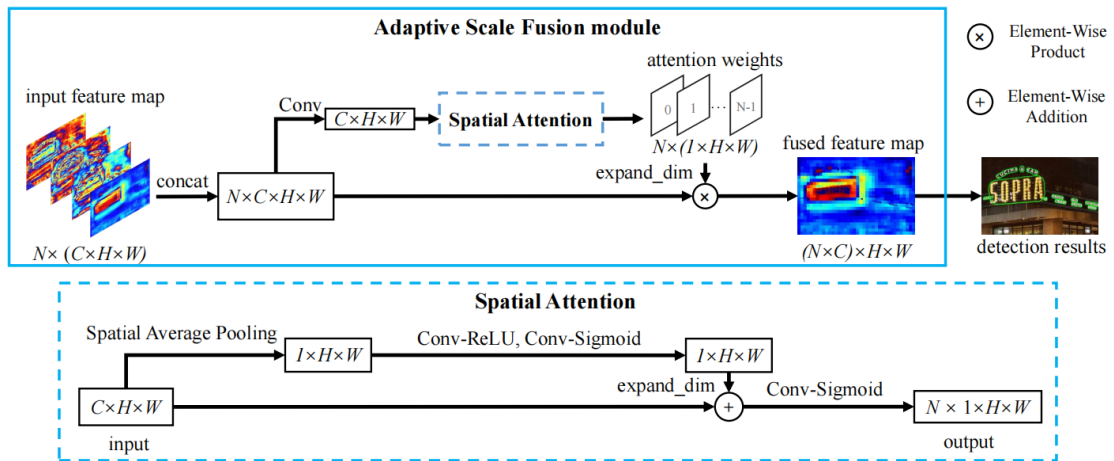 Adaptive Scale Fusion module
input feature map
concat
N× (C×H×W)
N×C×H×W
Conv
C×H×W
Spatial Attention
attention weights
0
1
...
N-1
N×(1×H×W)
expand_dim
×
fused feature map
(N×C)×H×W
×
Element-Wise
Product
+
Element-Wise
Addition
CUCINA BAR
SOPRA
detection results
Spatial Attention
Spatial Average Pooling
1×H×W
Conv-ReLU, Conv-Sigmoid
1×H×W
expand_dim
C×H×W
input
+
Conv-Sigmoid
N × 1×H×W
output